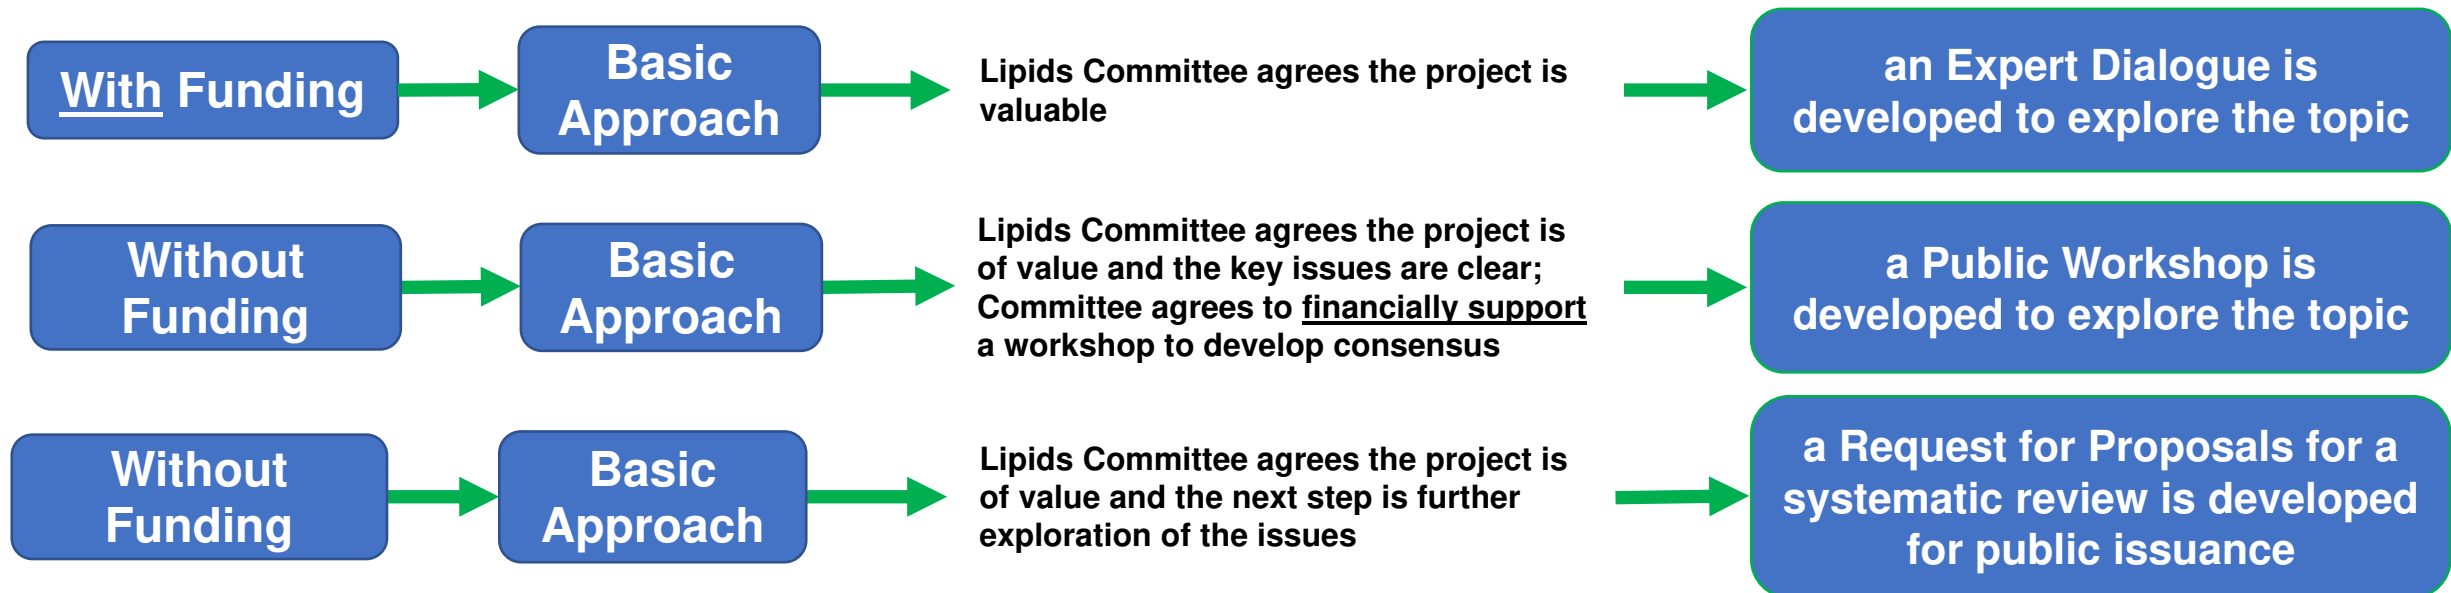 With Funding
Basic
Approach
Lipids Committee agrees the project is
valuable
an Expert Dialogue is
developed to explore the topic
Without
Funding
Basic
Approach
Lipids Committee agrees the project is
of value and the key issues are clear;
Committee agrees to financially support
a workshop to develop consensus
a Public Workshop is
developed to explore the topic
Without
Funding
Basic
Approach
Lipids Committee agrees the project is
of value and the next step is further
exploration of the issues
a Request for Proposals for a
systematic review is developed
for public issuance